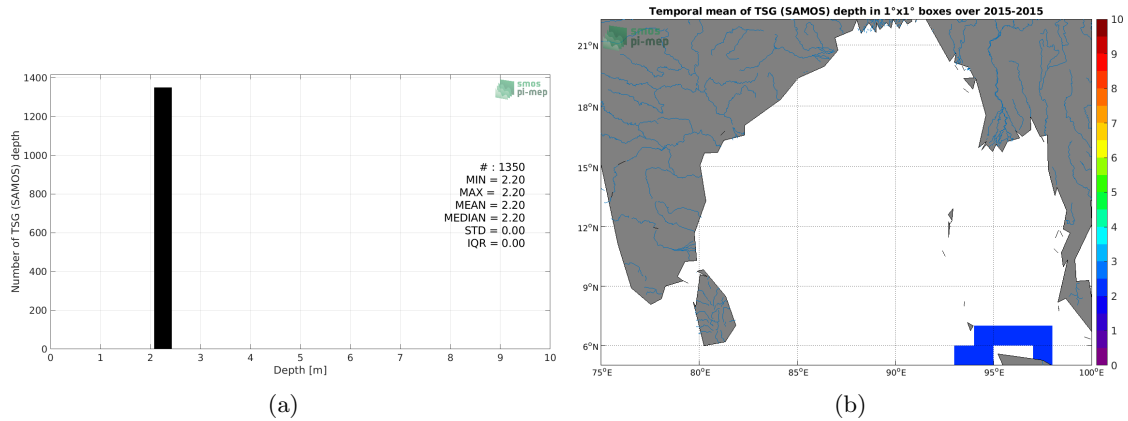 smos
pi-mep
Number of TSG (SAMOS) depth
1400
1200
1000
800
600
400
200
0
# : 1350
MIN = 2.20
MAX = 2.20
MEAN = 2.20
MEDIAN = 2.20
STD = 0.00
IQR = 0.00
0 1 2 3 4 5 6 7 8 9 10
Depth [m]
(a)
Temporal mean of TSG (SAMOS) depth in 1°x1° boxes over 2015-2015
smos
pi-mep
21°N
18°N
15°N
12°N
9°N
6°N
75°E 80°E 85°E 90°E 95°E 100°E
10
9
8
7
6
5
4
3
2
1
0
(b)